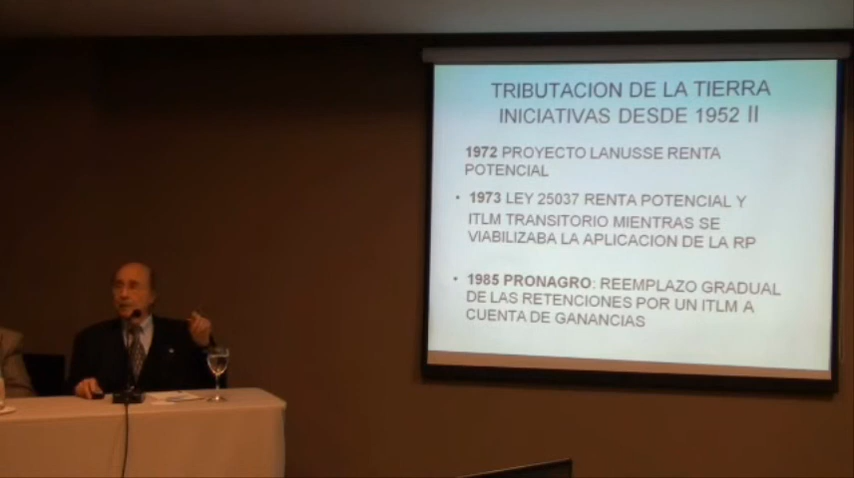 TRIBUTACION DE LA TIERRA
INICIATIVAS DESDE 1952 II
1972 PROYECTO LANUSSE RENTA
POTENCIAL
• 1973 LEY 25037 RENTA POTENCIAL Y
ITLM TRANSITORIO MIENTRAS SE
VIABILIZABA LA APLICACION DE LA RP
• 1985 PRONAGRO: REEMPLAZO GRADUAL
DE LAS RETENCIONES POR UN ITLM A
CUENTA DE GANANCIAS